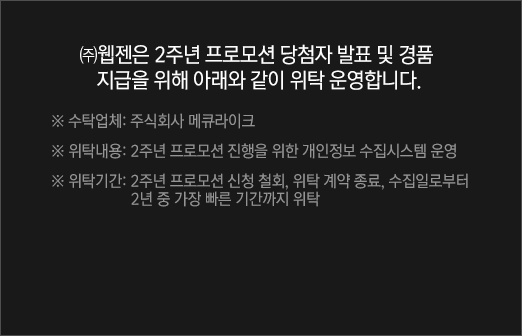 ㈜웹젠은 2주년 프로모션 당첨자 발표 및 경품
지급을 위해 아래와 같이 위탁 운영합니다.
※ 수탁업체: 주식회사 메큐라이크
※ 위탁내용: 2주년 프로모션 진행을 위한 개인정보 수집시스템 운영
※ 위탁기간: 2주년 프로모션 신청 철회, 위탁 계약 종료, 수집일로부터
2년 중 가장 빠른 기간까지 위탁